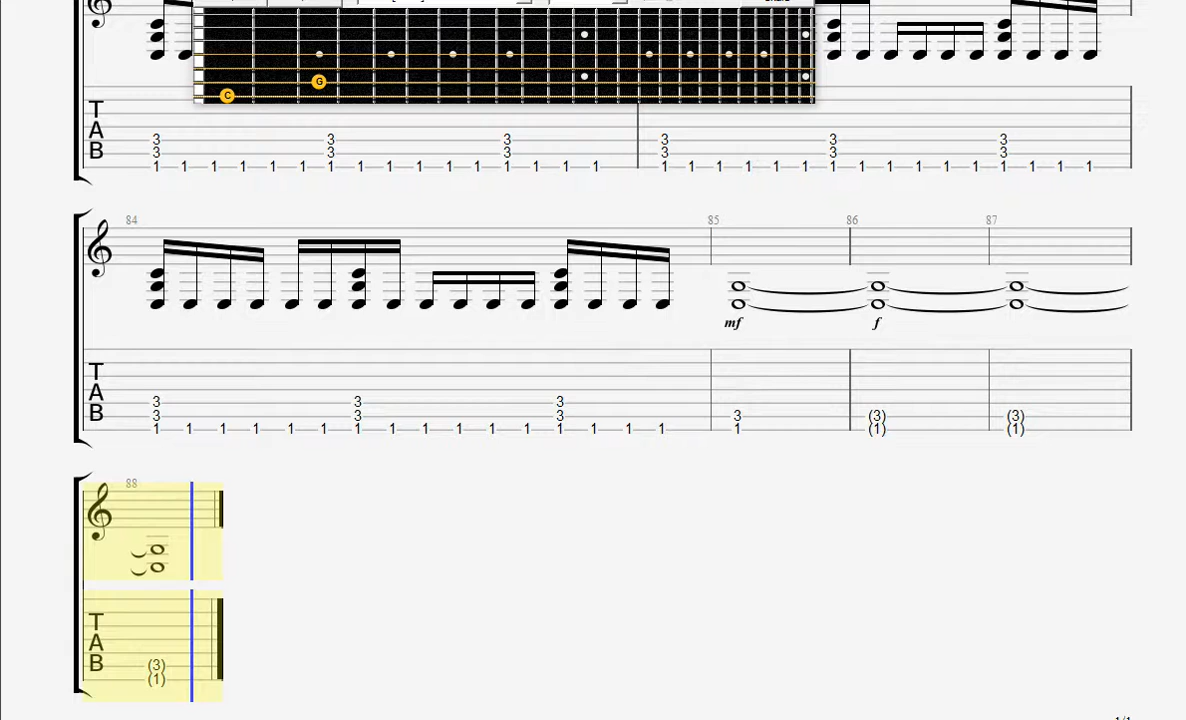 G
C
T
A
B
3 3 3 3 3 3
3 3 3 3 3 3
1 1 1 1 1 1 1 1 1 1 1 1 1 1 1 1 1 1 1 1 1 1 1 1 1 1 1 1 1 1 1 1
84 85 86 87
mf f
T
A
B
3 3 3
3 3 3 3 (3) (3)
1 1 1 1 1 1 1 1 1 1 1 1 1 1 1 1 1 (1) (1)
88
T
A
B
(3)
(1)